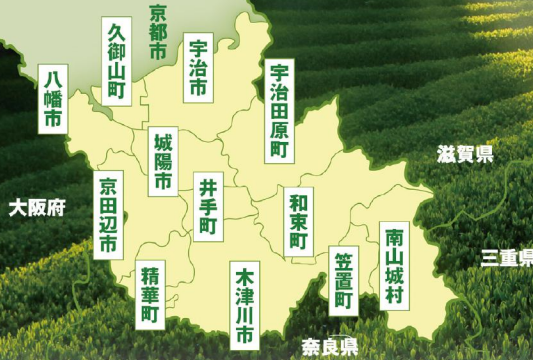 京都市
久御山町
宇治市
八幡市
宇治田原町
城陽市
滋賀県
大阪府
京田辺市
井手町
和束町
南山城村
三重県
笠置町
精華町
木津川市
奈良県